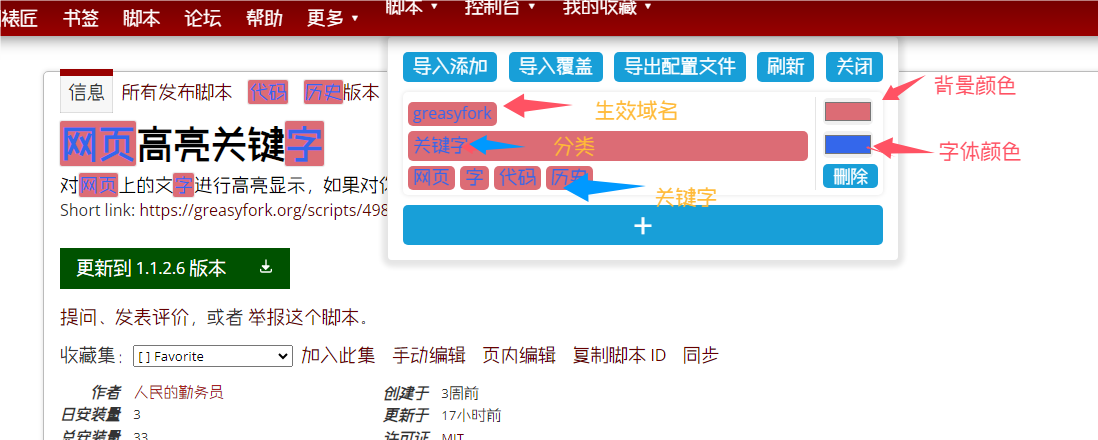 裱匠 书签 脚本 论坛 帮助 更多 ▾ 脚本 ▾ 控制台 ▾ 我的收藏 ▾
导入添加 导入覆盖 导出配置文件 刷新 关闭
信息 所有发布脚本 代码 历史版本
greasyfork 生效域名 背景颜色
关键字 分类 字体颜色
网页高亮关键字
网页 字 代码 历史 关键字 删除
对网页上的文字进行高亮显示，如果对你
Short link: https://greasyfork.org/scripts/498
+
更新到 1.1.2.6 版本
提问、发表评价，或者 举报这个脚本。
收藏集： [ ] Favorite 加入此集 手动编辑 页内编辑 复制脚本 ID 同步
作者 人民的勤务员 创建于 3周前
日安装量 3 更新于 17小时前
总安装量 33 许可证 MIT